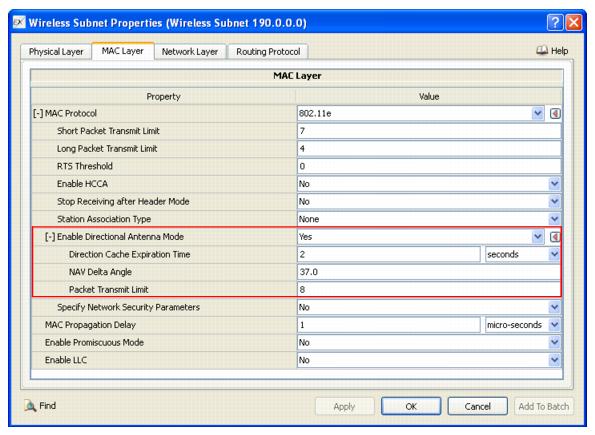 Wireless Subnet Properties (Wireless Subnet 190.0.0.0)
Physical Layer MAC Layer Network Layer Routing Protocol Help
MAC Layer
Property Value
[-] MAC Protocol 802.11e
Short Packet Transmit Limit 7
Long Packet Transmit Limit 4
RTS Threshold 0
Enable HCCA No
Stop Receiving after Header Mode No
Station Association Type None
[-] Enable Directional Antenna Mode Yes
Direction Cache Expiration Time 2 seconds
NAV Delta Angle 37.0
Packet Transmit Limit 8
Specify Network Security Parameters No
MAC Propagation Delay 1 micro-seconds
Enable Promiscuous Mode No
Enable LLC No
Find Apply OK Cancel Add To Batch